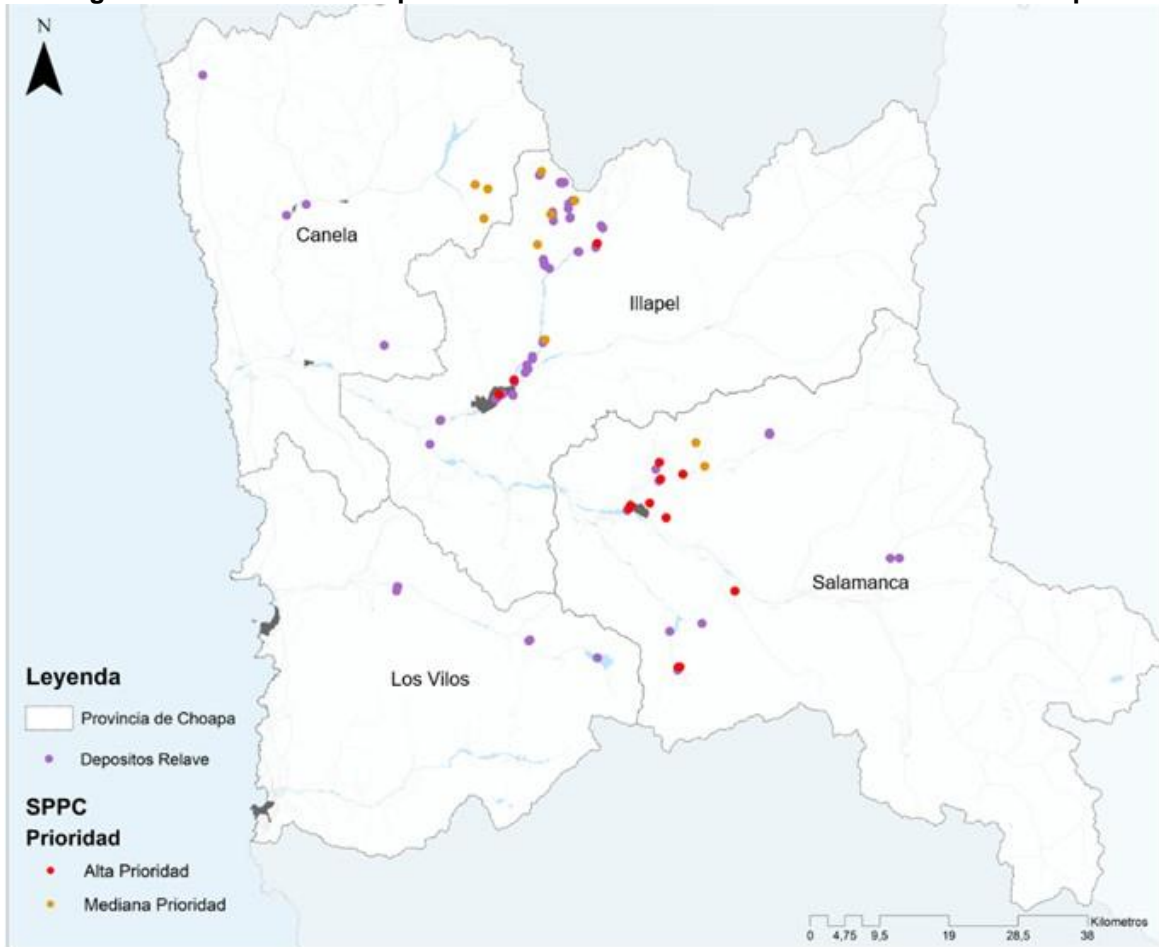 N
Canela
Illapel
Salamanca
Los Vilos
Leyenda
Provincia de Choapa
Depositos Relave
SPPC
Prioridad
Alta Prioridad
Mediana Prioridad
Kilometros
0 4,75 9,5 19 28,5 38